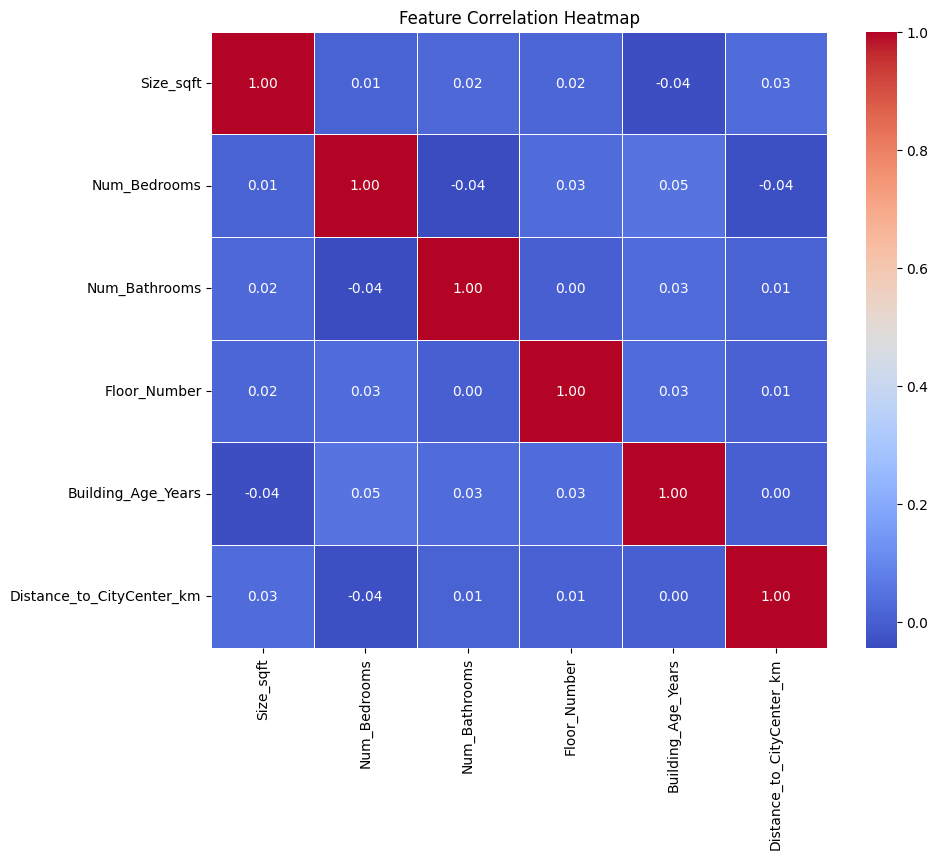 Feature Correlation Heatmap
Size_sqft 1.00 0.01 0.02 0.02 -0.04 0.03
Num_Bedrooms 0.01 1.00 -0.04 0.03 0.05 -0.04
Num_Bathrooms 0.02 -0.04 1.00 0.00 0.03 0.01
Floor_Number 0.02 0.03 0.00 1.00 0.03 0.01
Building_Age_Years -0.04 0.05 0.03 0.03 1.00 0.00
Distance_to_CityCenter_km 0.03 -0.04 0.01 0.01 0.00 1.00
Size_sqft
Num_Bedrooms
Num_Bathrooms
Floor_Number
Building_Age_Years
Distance_to_CityCenter_km
1.0
0.8
0.6
0.4
0.2
0.0